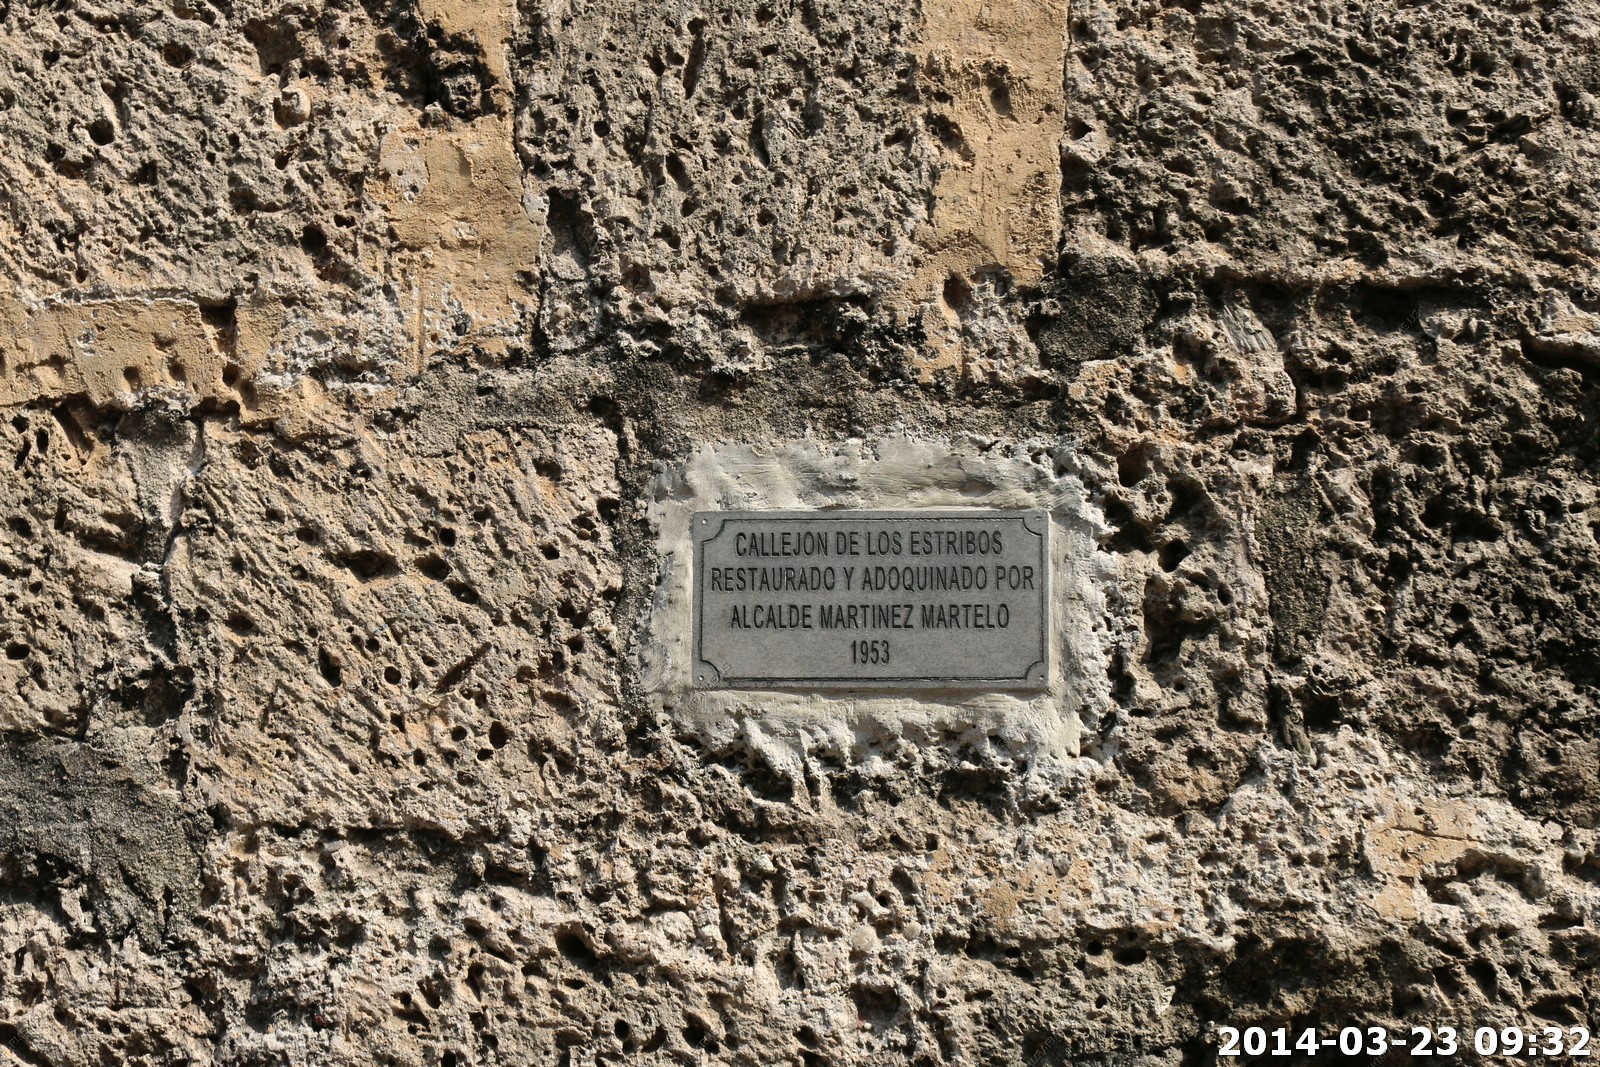 CALLEJON DE LOS ESTRIBOS
RESTAURADO Y ADOQUINADO POR
ALCALDE MARTINEZ MARTELO
1953
2014-03-23 09:32